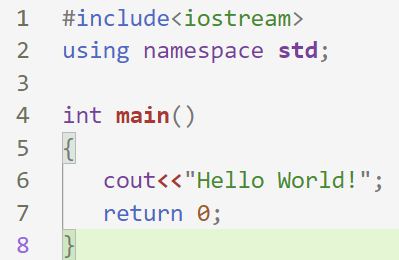 1 #include<iostream>
2 using namespace std;
3
4 int main()
5 {
6 cout<<"Hello World!";
7 return 0;
8 }